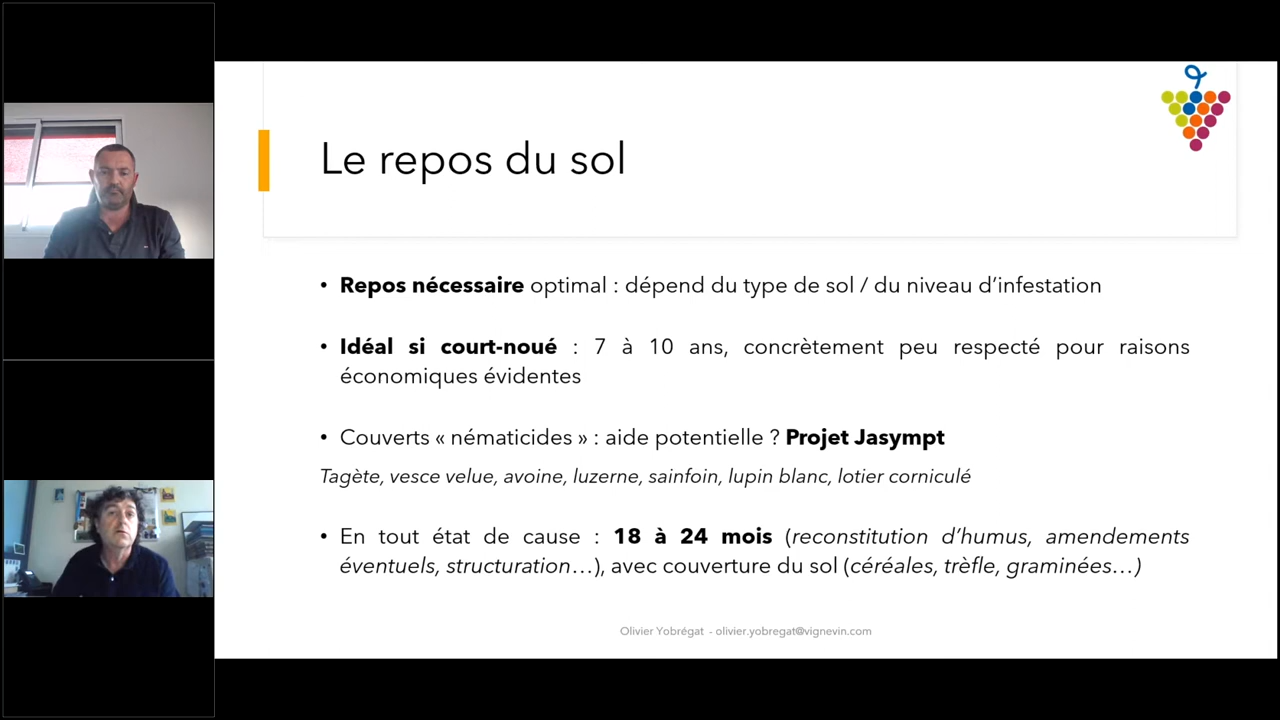 Le repos du sol
• Repos nécessaire optimal : dépend du type de sol / du niveau d’infestation
• Idéal si court-noué : 7 à 10 ans, concrètement peu respecté pour raisons
économiques évidentes
• Couverts « nématicides » : aide potentielle ? Projet Jasympt
Tagète, vesce velue, avoine, luzerne, sainfoin, lupin blanc, lotier corniculé
• En tout état de cause : 18 à 24 mois (reconstitution d’humus, amendements
éventuels, structuration…), avec couverture du sol (céréales, trèfle, graminées…)
Olivier Yobrégat - olivier.yobregat@vignevin.com